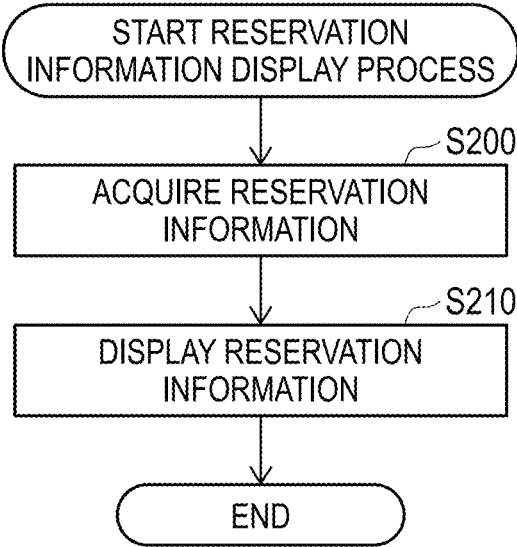 START RESERVATION
INFORMATION DISPLAY PROCESS
S200
ACQUIRE RESERVATION
INFORMATION
S210
DISPLAY RESERVATION
INFORMATION
END